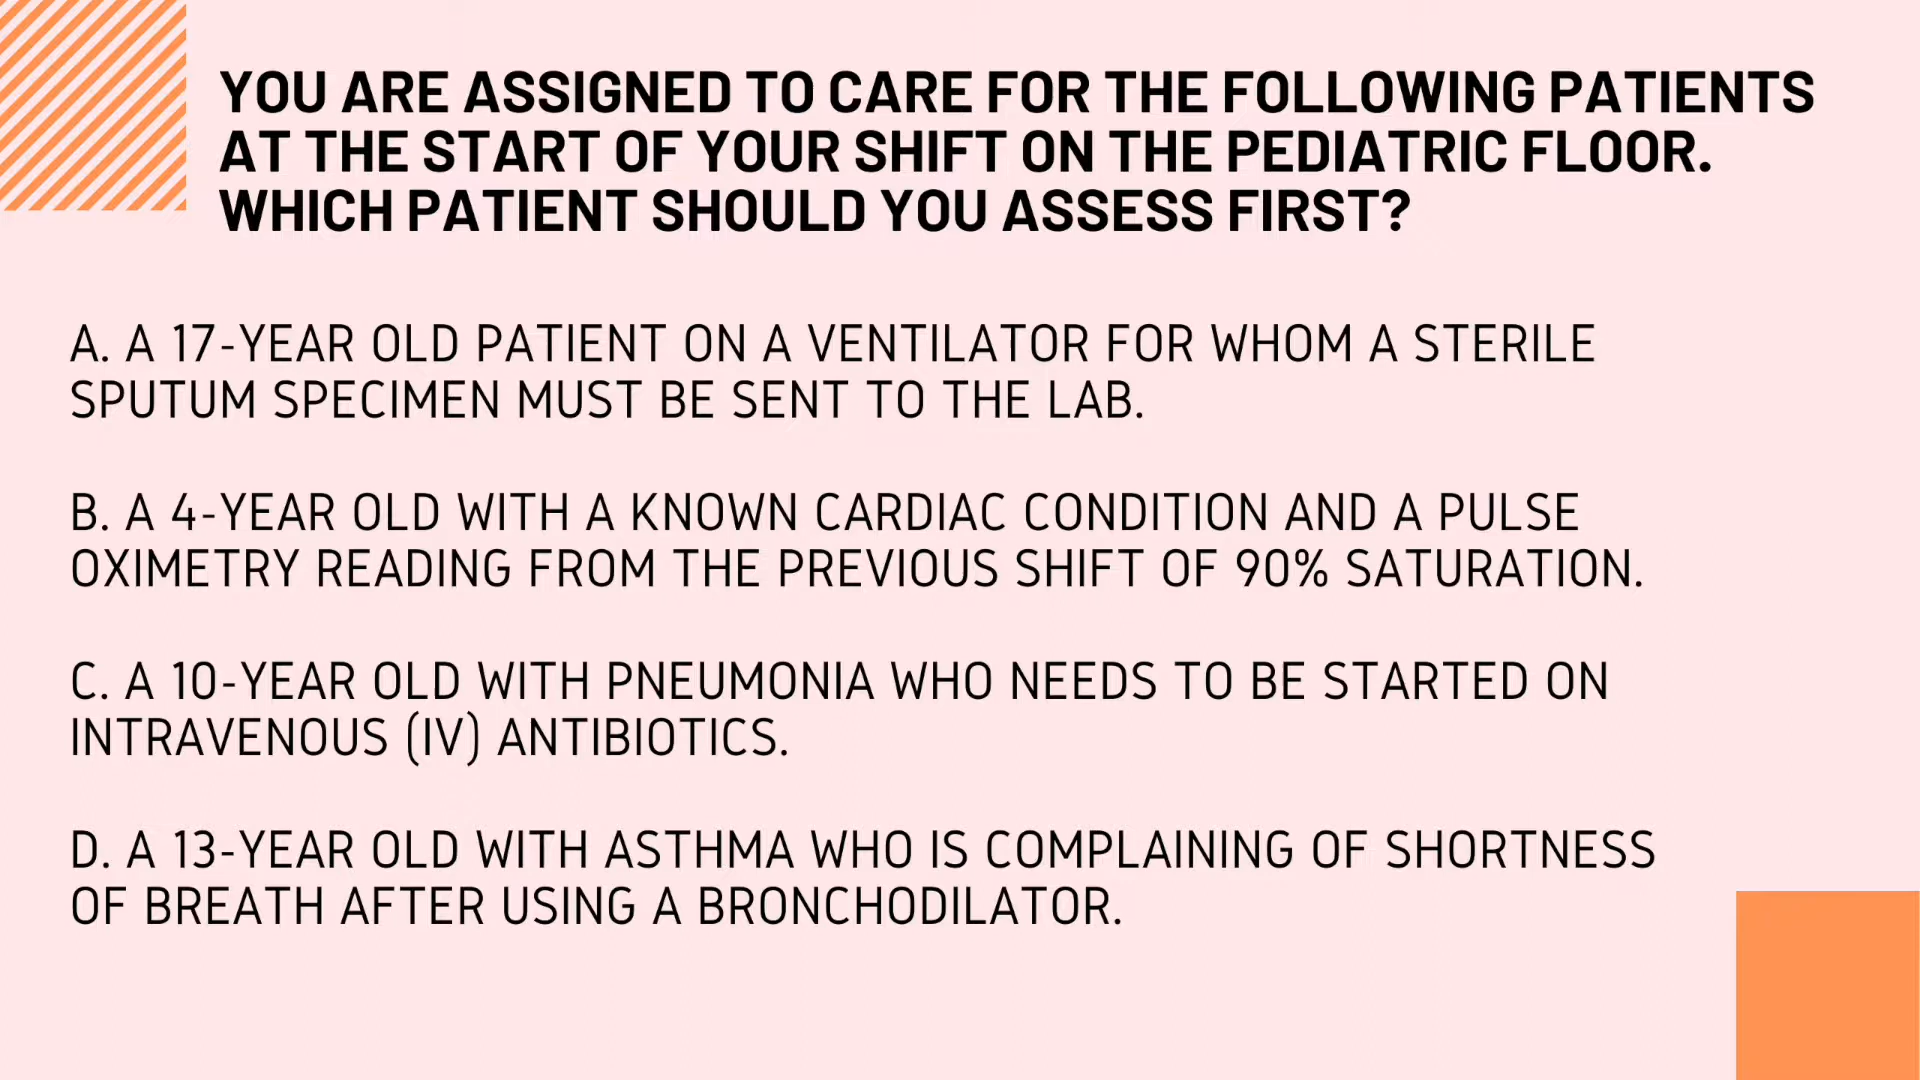 YOU ARE ASSIGNED TO CARE FOR THE FOLLOWING PATIENTS
AT THE START OF YOUR SHIFT ON THE PEDIATRIC FLOOR.
WHICH PATIENT SHOULD YOU ASSESS FIRST?
A. A 17-YEAR OLD PATIENT ON A VENTILATOR FOR WHOM A STERILE
SPUTUM SPECIMEN MUST BE SENT TO THE LAB.
B. A 4-YEAR OLD WITH A KNOWN CARDIAC CONDITION AND A PULSE
OXIMETRY READING FROM THE PREVIOUS SHIFT OF 90% SATURATION.
C. A 10-YEAR OLD WITH PNEUMONIA WHO NEEDS TO BE STARTED ON
INTRAVENOUS (IV) ANTIBIOTICS.
D. A 13-YEAR OLD WITH ASTHMA WHO IS COMPLAINING OF SHORTNESS
OF BREATH AFTER USING A BRONCHODILATOR.